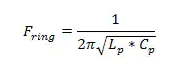 F_ring = 1 / (2π√(L_p * C_p))